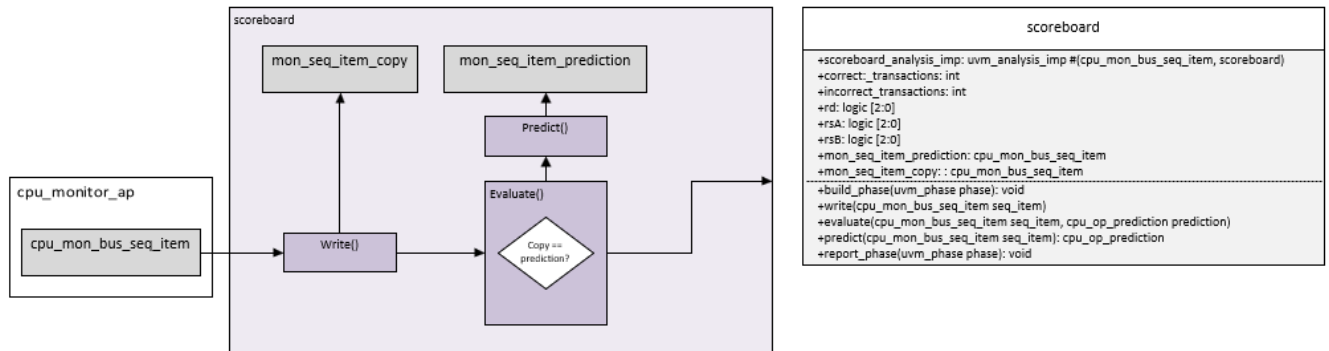 scoreboard
mon_seq_item_copy
mon_seq_item_prediction
Predict()
cpu_monitor_ap
cpu_mon_bus_seq_item
Write()
Evaluate()
Copy ==
prediction?
scoreboard
+scoreboard_analysis_imp: uvm_analysis_imp #(cpu_mon_bus_seq_item, scoreboard)
+correct:_transactions: int
+incorrect_transactions: int
+rd: logic [2:0]
+rsA: logic [2:0]
+rsB: logic [2:0]
+mon_seq_item_prediction: cpu_mon_bus_seq_item
+mon_seq_item_copy: : cpu_mon_bus_seq_item
+build_phase(uvm_phase phase): void
+write(cpu_mon_bus_seq_item seq_item)
+evaluate(cpu_mon_bus_seq_item seq_item, cpu_op_prediction prediction)
+predict(cpu_mon_bus_seq_item seq_item): cpu_op_prediction
+report_phase(uvm_phase phase): void